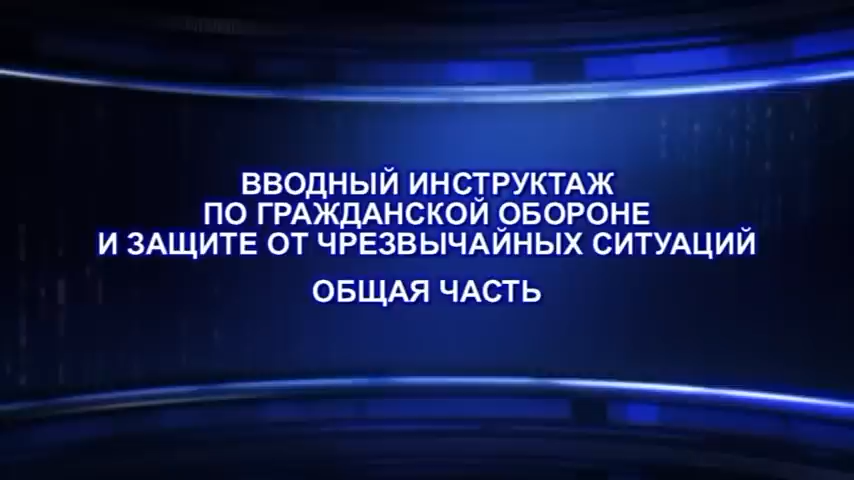 ВВОДНЫЙ ИНСТРУКТАЖ
ПО ГРАЖДАНСКОЙ ОБОРОНЕ
И ЗАЩИТЕ ОТ ЧРЕЗВЫЧАЙНЫХ СИТУАЦИЙ
ОБЩАЯ ЧАСТЬ